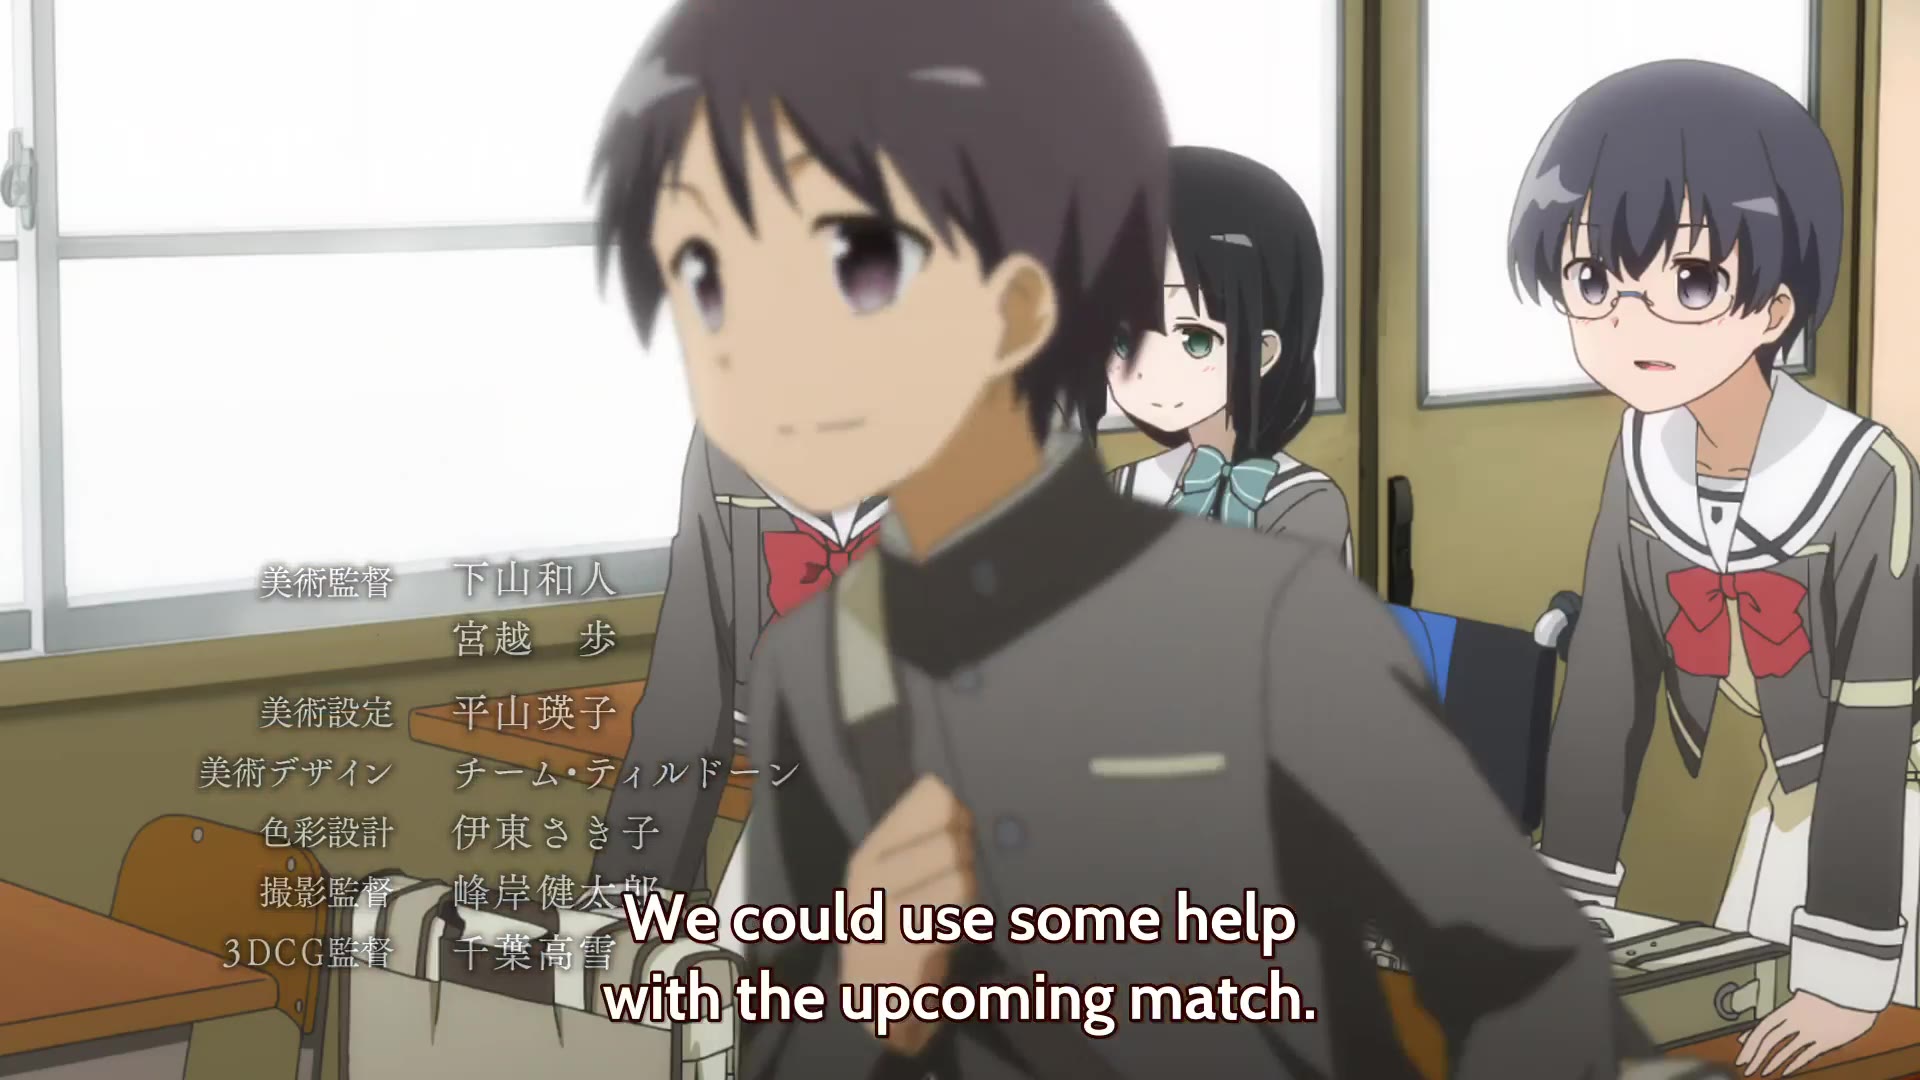 美術監督 下山和人
宮越 歩
美術設定 平山瑛子
美術デザイン チーム・ティルドーン
色彩設計 伊東さき子
撮影監督 峰岸健太郎
3DCG監督 千葉高雪
We could use some help
with the upcoming match.